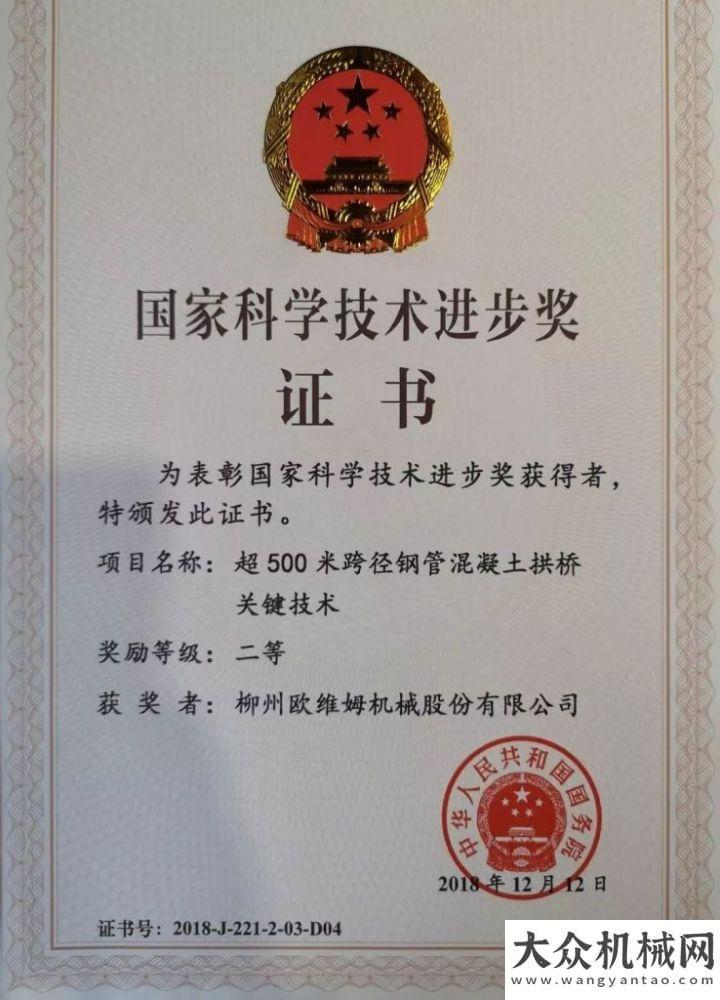 国家科学技术进步奖
证书
为表彰国家科学技术进步奖获得者，
特颁发此证书。
项目名称：超500米跨径钢管混凝土拱桥
关键技术
奖励等级：二等
获奖者：柳州欧维姆机械股份有限公司
中华人民共和国国务院
2018年12月12日
证书号：2018-J-221-2-03-D04
大众机械网
www.wangyantao.com